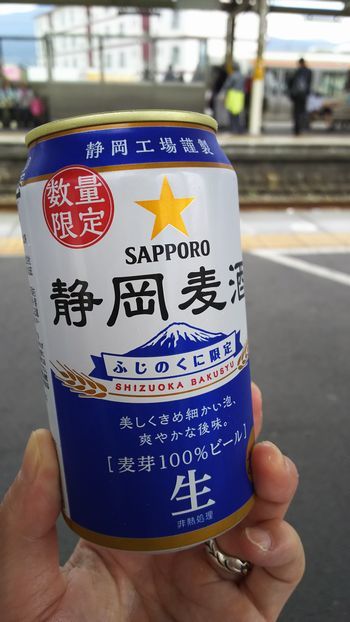 静岡工場謹製
数量
限定
SAPPORO
静岡麦酒
ふじのくに限定
SHIZUOKA BAKUSYU
美しくきめ細かい泡、
爽やかな後味。
[麦芽100%ビール]
生
非熱処理